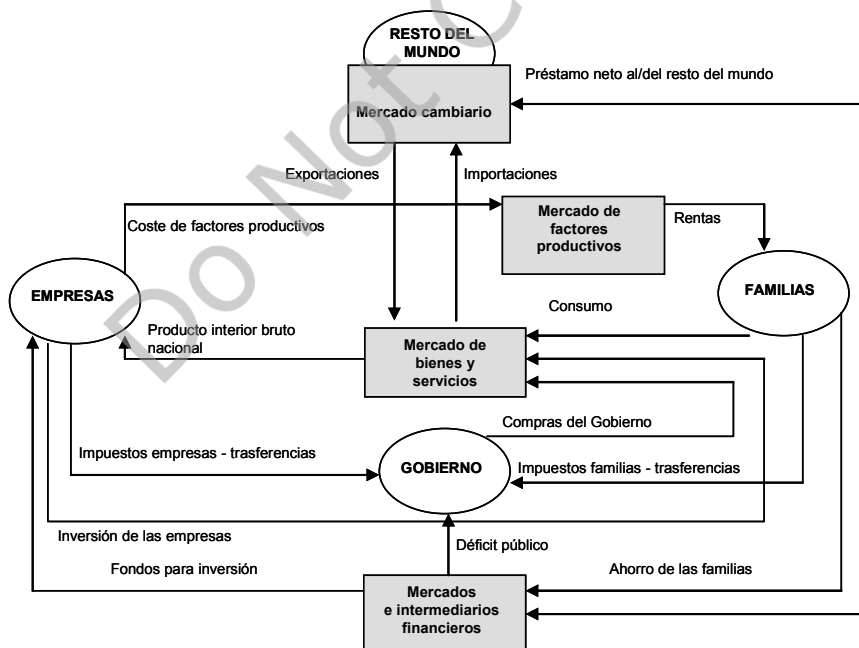 RESTO DEL
MUNDO
Préstamo neto al/del resto del mundo
Mercado cambiario
Exportaciones
Importaciones
Mercado de
factores
productivos
Rentas
Coste de factores productivos
EMPRESAS
FAMILIAS
Consumo
Producto interior bruto
nacional
Mercado de
bienes y
servicios
Compras del Gobierno
Impuestos empresas - trasferencias
GOBIERNO
Impuestos familias - trasferencias
Inversión de las empresas
Déficit público
Fondos para inversión
Ahorro de las familias
Mercados
e intermediarios
financieros
Do Not C